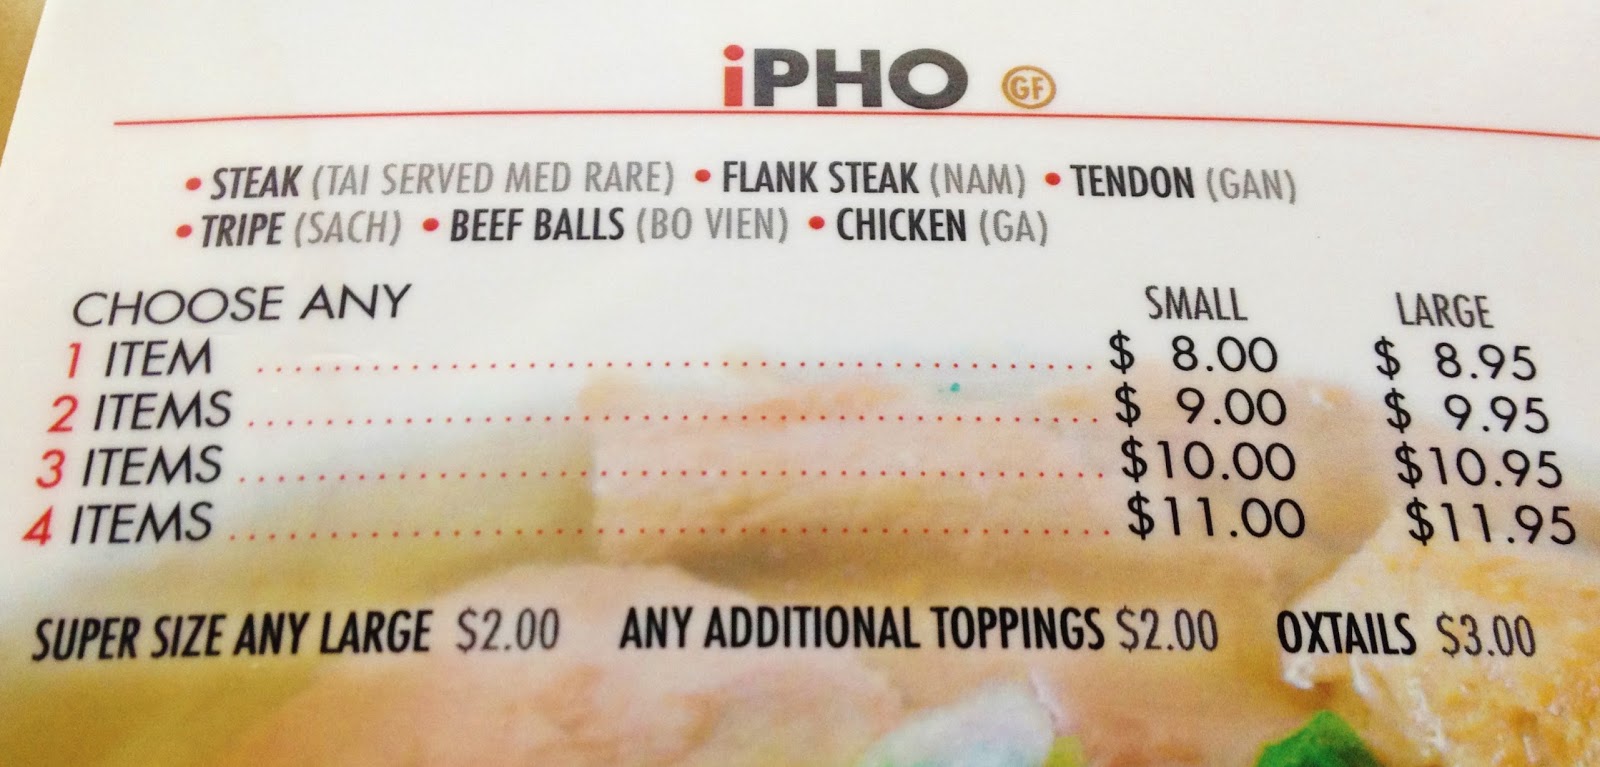 iPHO GF
• STEAK (TAI SERVED MED RARE) • FLANK STEAK (NAM) • TENDON (GAN)
• TRIPE (SACH) • BEEF BALLS (BO VIEN) • CHICKEN (GA)
CHOOSE ANY SMALL LARGE
1 ITEM ........................................ $ 8.00 $ 8.95
2 ITEMS ........................................ $ 9.00 $ 9.95
3 ITEMS ........................................ $10.00 $10.95
4 ITEMS ........................................ $11.00 $11.95
SUPER SIZE ANY LARGE $2.00 ANY ADDITIONAL TOPPINGS $2.00 OXTAILS $3.00